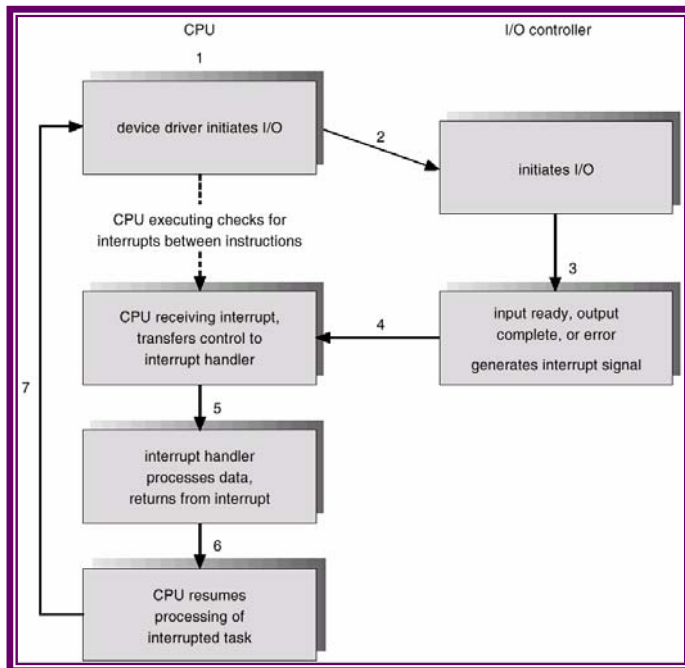 CPU
I/O controller
1
device driver initiates I/O
2
initiates I/O
CPU executing checks for
interrupts between instructions
3
CPU receiving interrupt,
transfers control to
interrupt handler
4
input ready, output
complete, or error
generates interrupt signal
7
5
interrupt handler
processes data,
returns from interrupt
6
CPU resumes
processing of
interrupted task